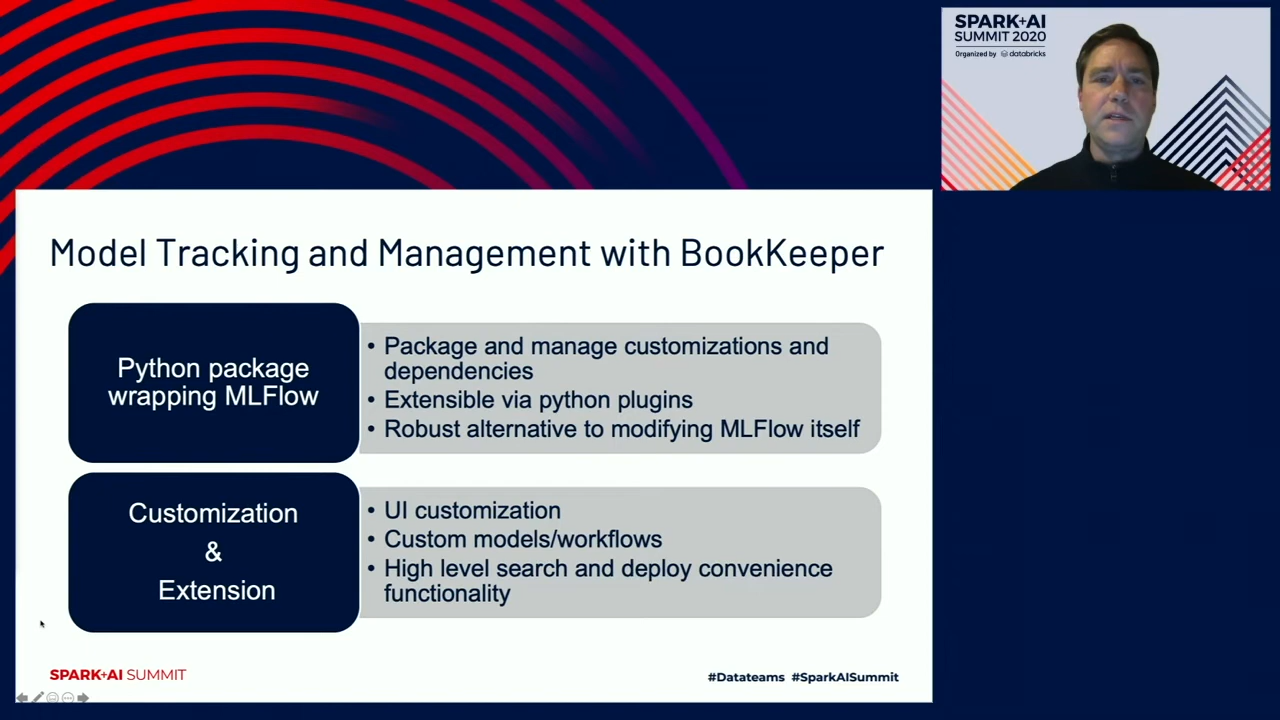 SPARK+AI
SUMMIT 2020
Organized by databricks
Model Tracking and Management with BookKeeper
Python package
wrapping MLFlow
• Package and manage customizations and
dependencies
• Extensible via python plugins
• Robust alternative to modifying MLFlow itself
Customization
&
Extension
• UI customization
• Custom models/workflows
• High level search and deploy convenience
functionality
SPARK+AI SUMMIT
#Datateams #SparkAISummit